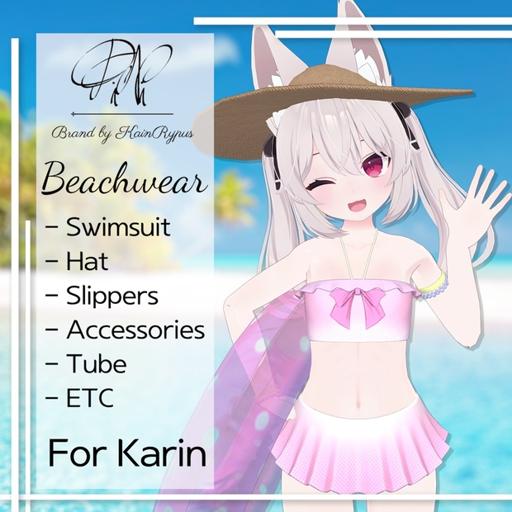 Brand by KainRypus
Beachwear
- Swimsuit
- Hat
- Slippers
- Accessories
- Tube
- ETC
For Karin